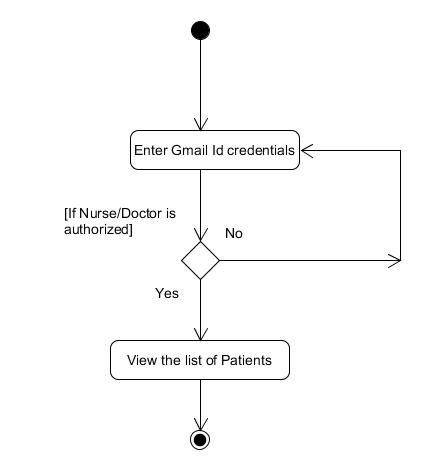 Enter Gmail Id credentials
[If Nurse/Doctor is
authorized]
No
Yes
View the list of Patients